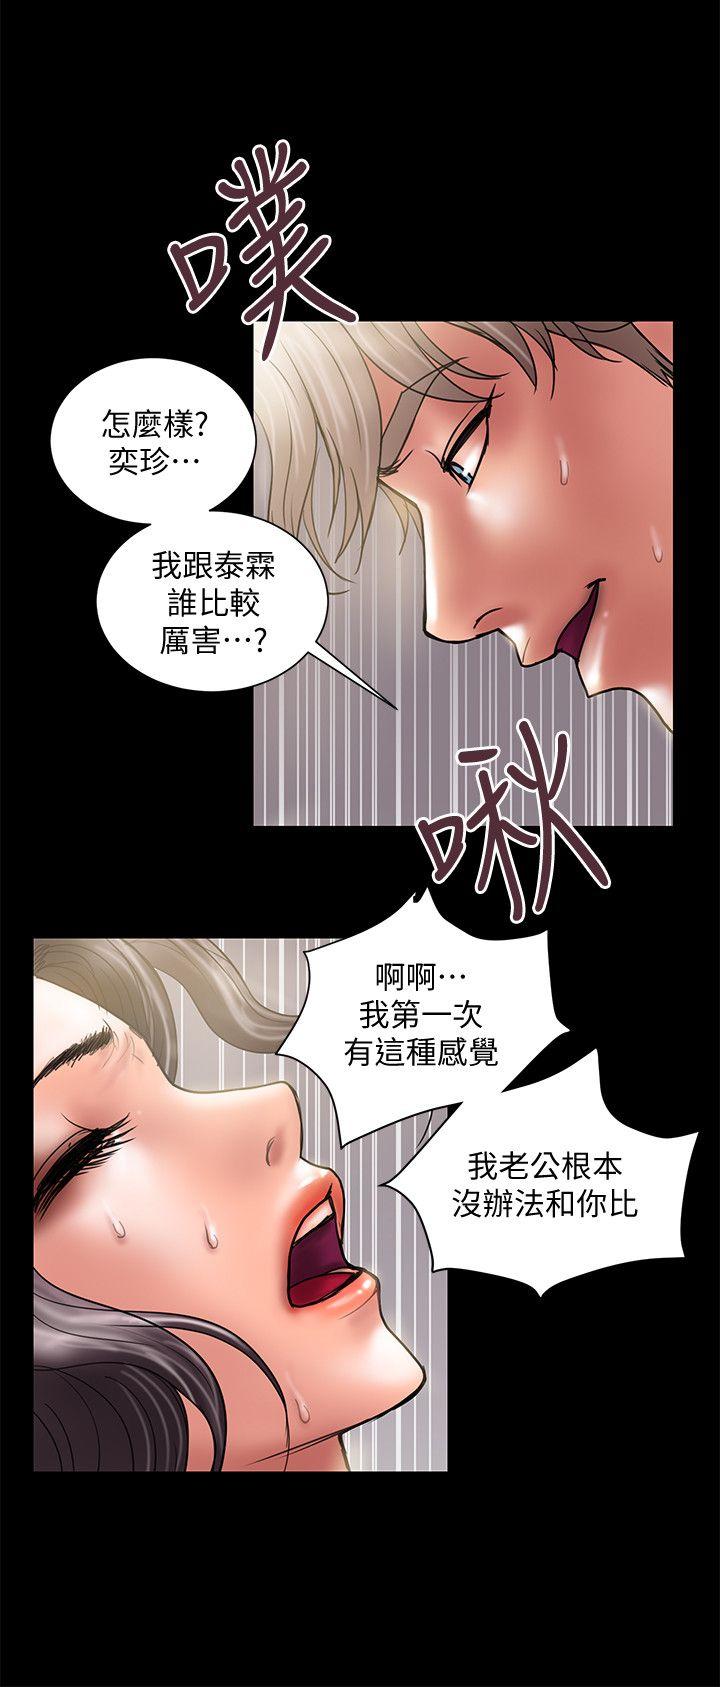 噗
怎麼樣?
奕珍…
我跟泰霖
誰比較
厲害…?
啾
啊啊…
我第一次
有這種感覺
我老公根本
沒辦法和你比